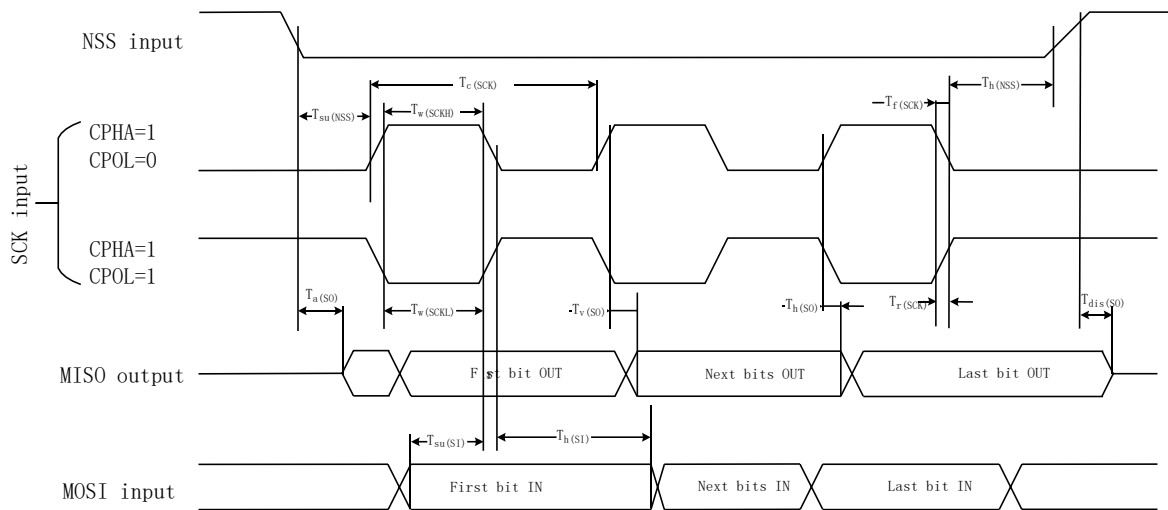 NSS input
Tc(SCK)
Th(NSS)
Tsu(NSS)
Tw(SCKH)
Tf(SCK)
SCK input
CPHA=1
CPOL=0
CPHA=1
CPOL=1
Ta(SO)
Tw(SCKL)
Tv(SO)
Th(SO)
Tr(SCK)
Tdis(SO)
MISO output
First bit OUT
Next bits OUT
Last bit OUT
Tsu(SI)
Th(SI)
MOSI input
First bit IN
Next bits IN
Last bit IN